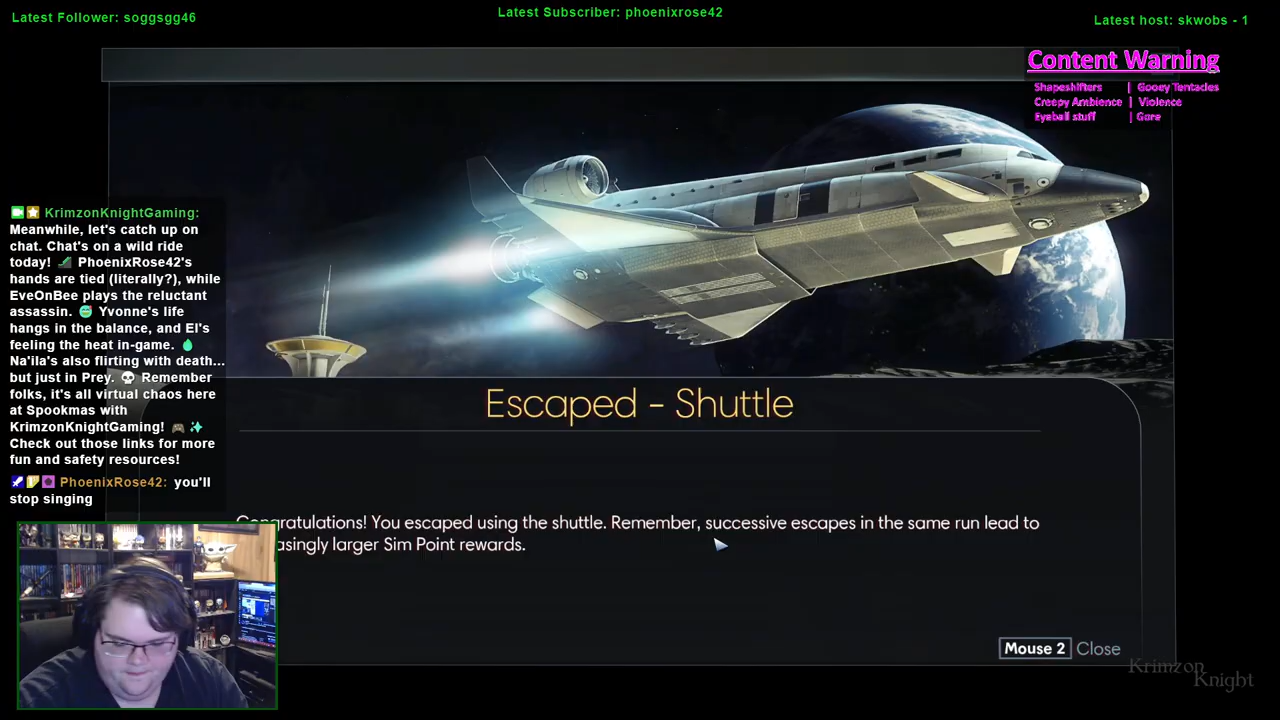 Latest Follower: soggsgg46
Latest Subscriber: phoenixrose42
Latest host: skwobs - 1
Content Warning
Shapeshifters | Gooey Tentacles
Creepy Ambience | Violence
Eyeball stuff | Gore
KrimzonKnightGaming:
Meanwhile, let's catch up on
chat. Chat's on a wild ride
today! PhoenixRose42's
hands are tied (literally?), while
EveOnBee plays the reluctant
assassin. Yvonne's life
hangs in the balance, and El's
feeling the heat in-game.
Na'ila's also flirting with death...
but just in Prey. Remember
folks, it's all virtual chaos here
at Spookmas with
KrimzonKnightGaming!
Check out those links for more
fun and safety resources!
PhoenixRose42: you'll
stop singing
Escaped - Shuttle
Congratulations! You escaped using the shuttle. Remember, successive escapes in the same run lead to
asingly larger Sim Point rewards.
Mouse 2 Close
Krimzon
Knight